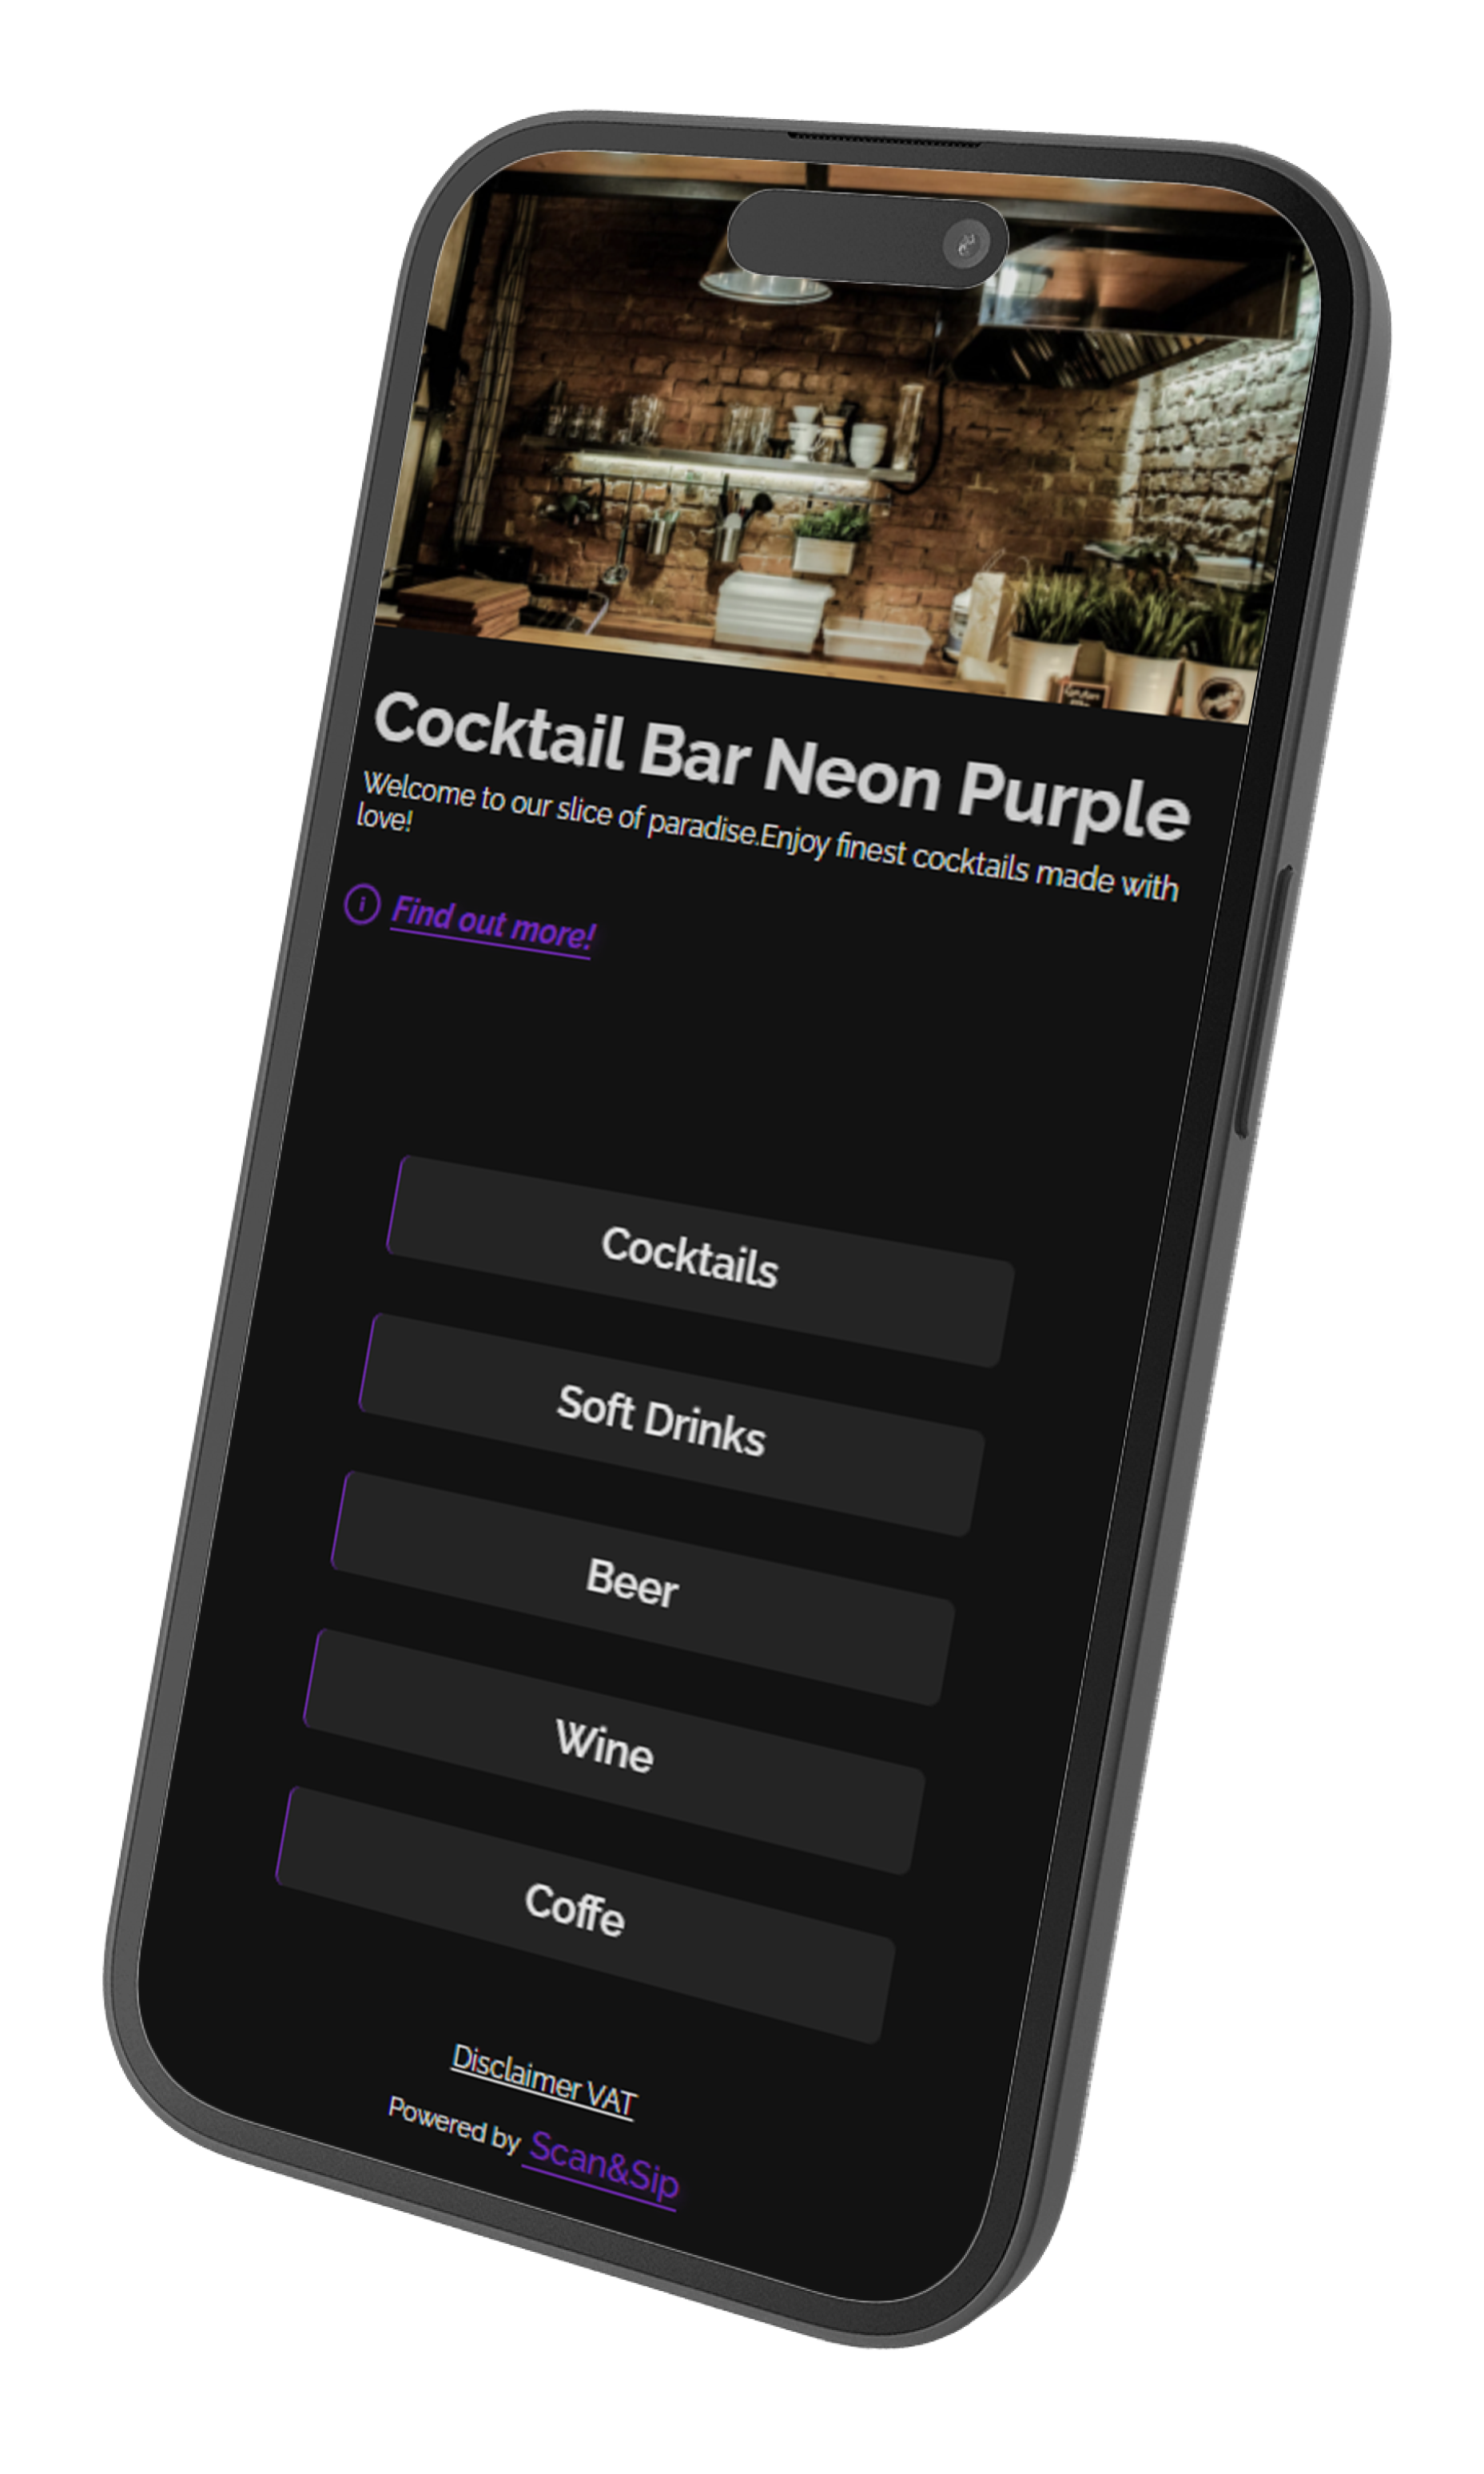 Cocktail Bar Neon Purple
Welcome to our slice of paradise.Enjoy finest cocktails made with
love!
i Find out more!
Cocktails
Soft Drinks
Beer
Wine
Coffe
Disclaimer VAT
Powered by Scan&Sip